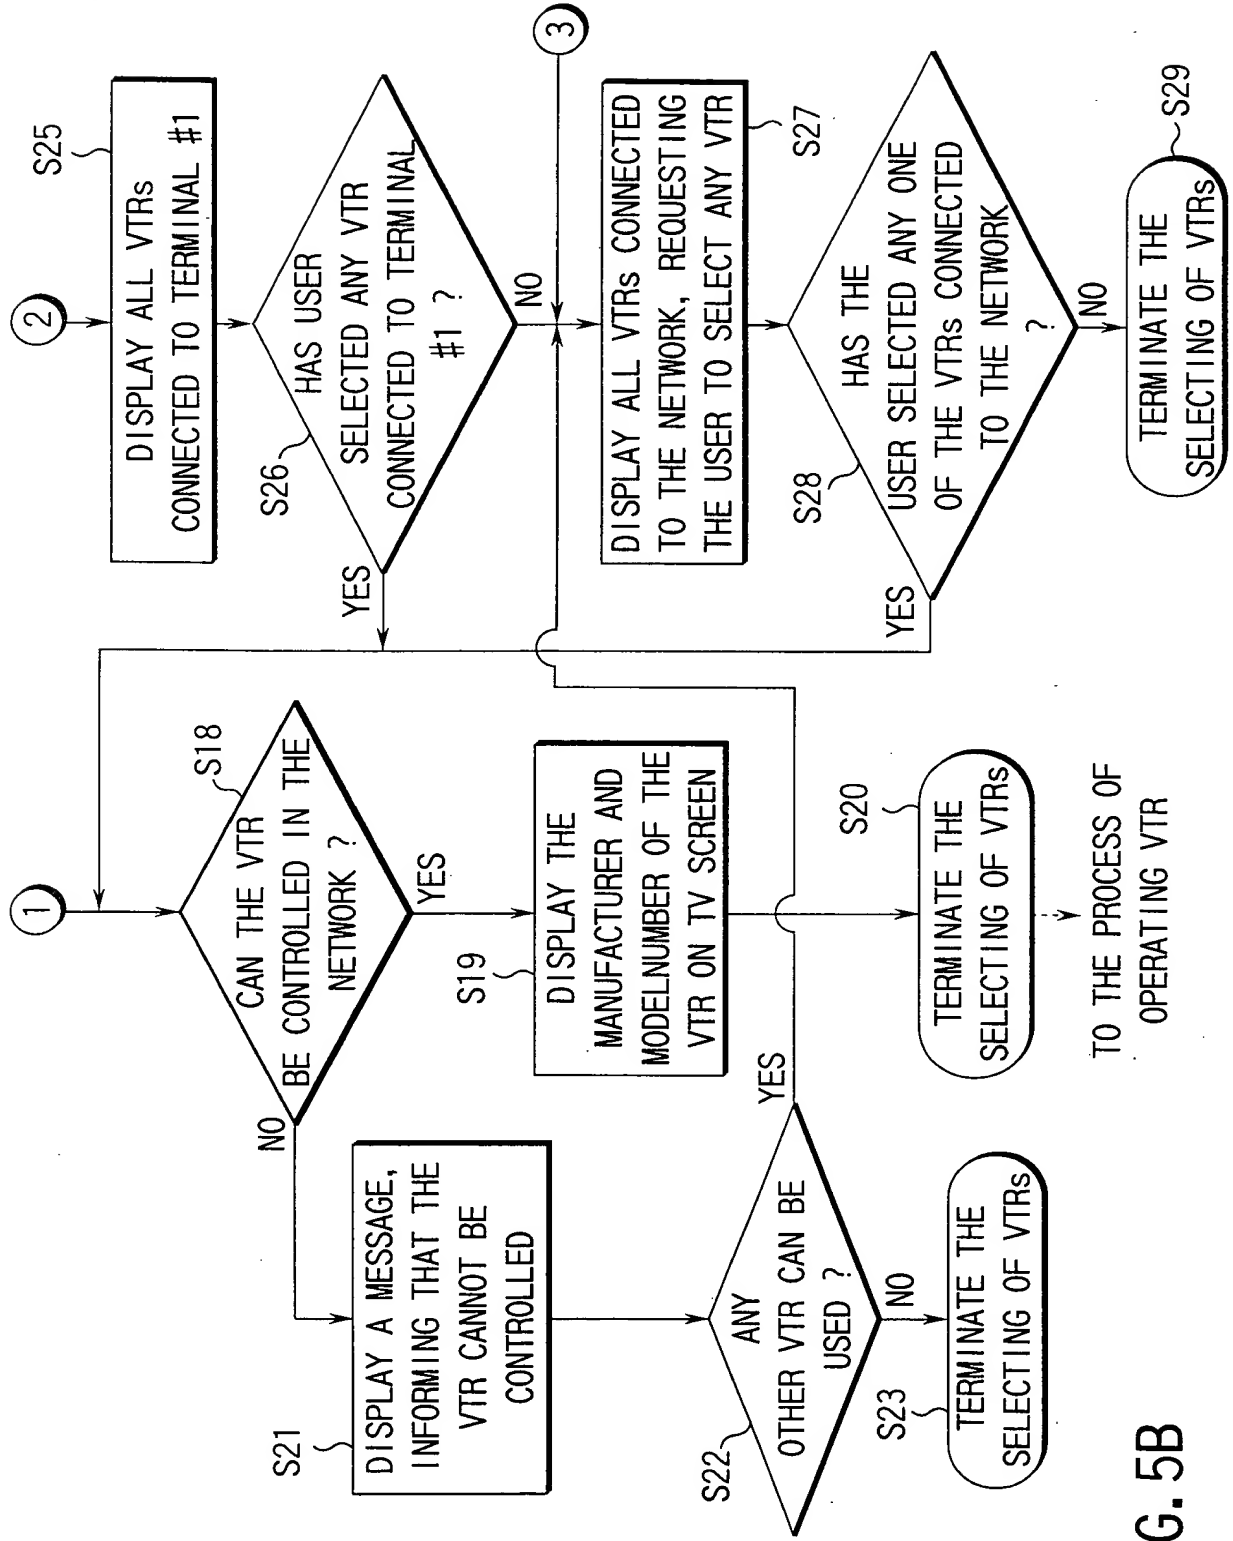 1
CAN THE VTR
BE CONTROLLED IN THE
NETWORK ?
S18
NO
YES
S21
DISPLAY A MESSAGE,
INFORMING THAT THE
VTR CANNOT BE
CONTROLLED
S19
DISPLAY THE
MANUFACTURER AND
MODELNUMBER OF THE
VTR ON TV SCREEN
S22
ANY
OTHER VTR CAN BE
USED ?
YES
NO
S23
TERMINATE THE
SELECTING OF VTRs
S20
TERMINATE THE
SELECTING OF VTRs
TO THE PROCESS OF
OPERATING VTR
2
S25
DISPLAY ALL VTRs
CONNECTED TO TERMINAL #1
S26
HAS USER
SELECTED ANY VTR
CONNECTED TO TERMINAL
#1 ?
YES
NO
3
DISPLAY ALL VTRs CONNECTED
TO THE NETWORK, REQUESTING
THE USER TO SELECT ANY VTR
S27
S28
HAS THE
USER SELECTED ANY ONE
OF THE VTRs CONNECTED
TO THE NETWORK
?
YES
NO
S29
TERMINATE THE
SELECTING OF VTRs
G. 5B